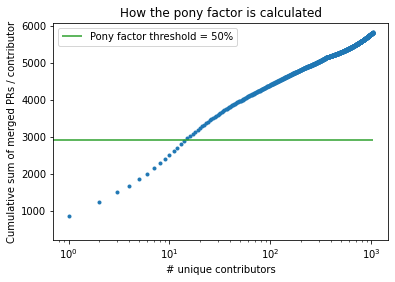 How the pony factor is calculated
Pony factor threshold = 50%
Cumulative sum of merged PRs / contributor
6000
5000
4000
3000
2000
1000
10⁰
10¹
10²
10³
# unique contributors